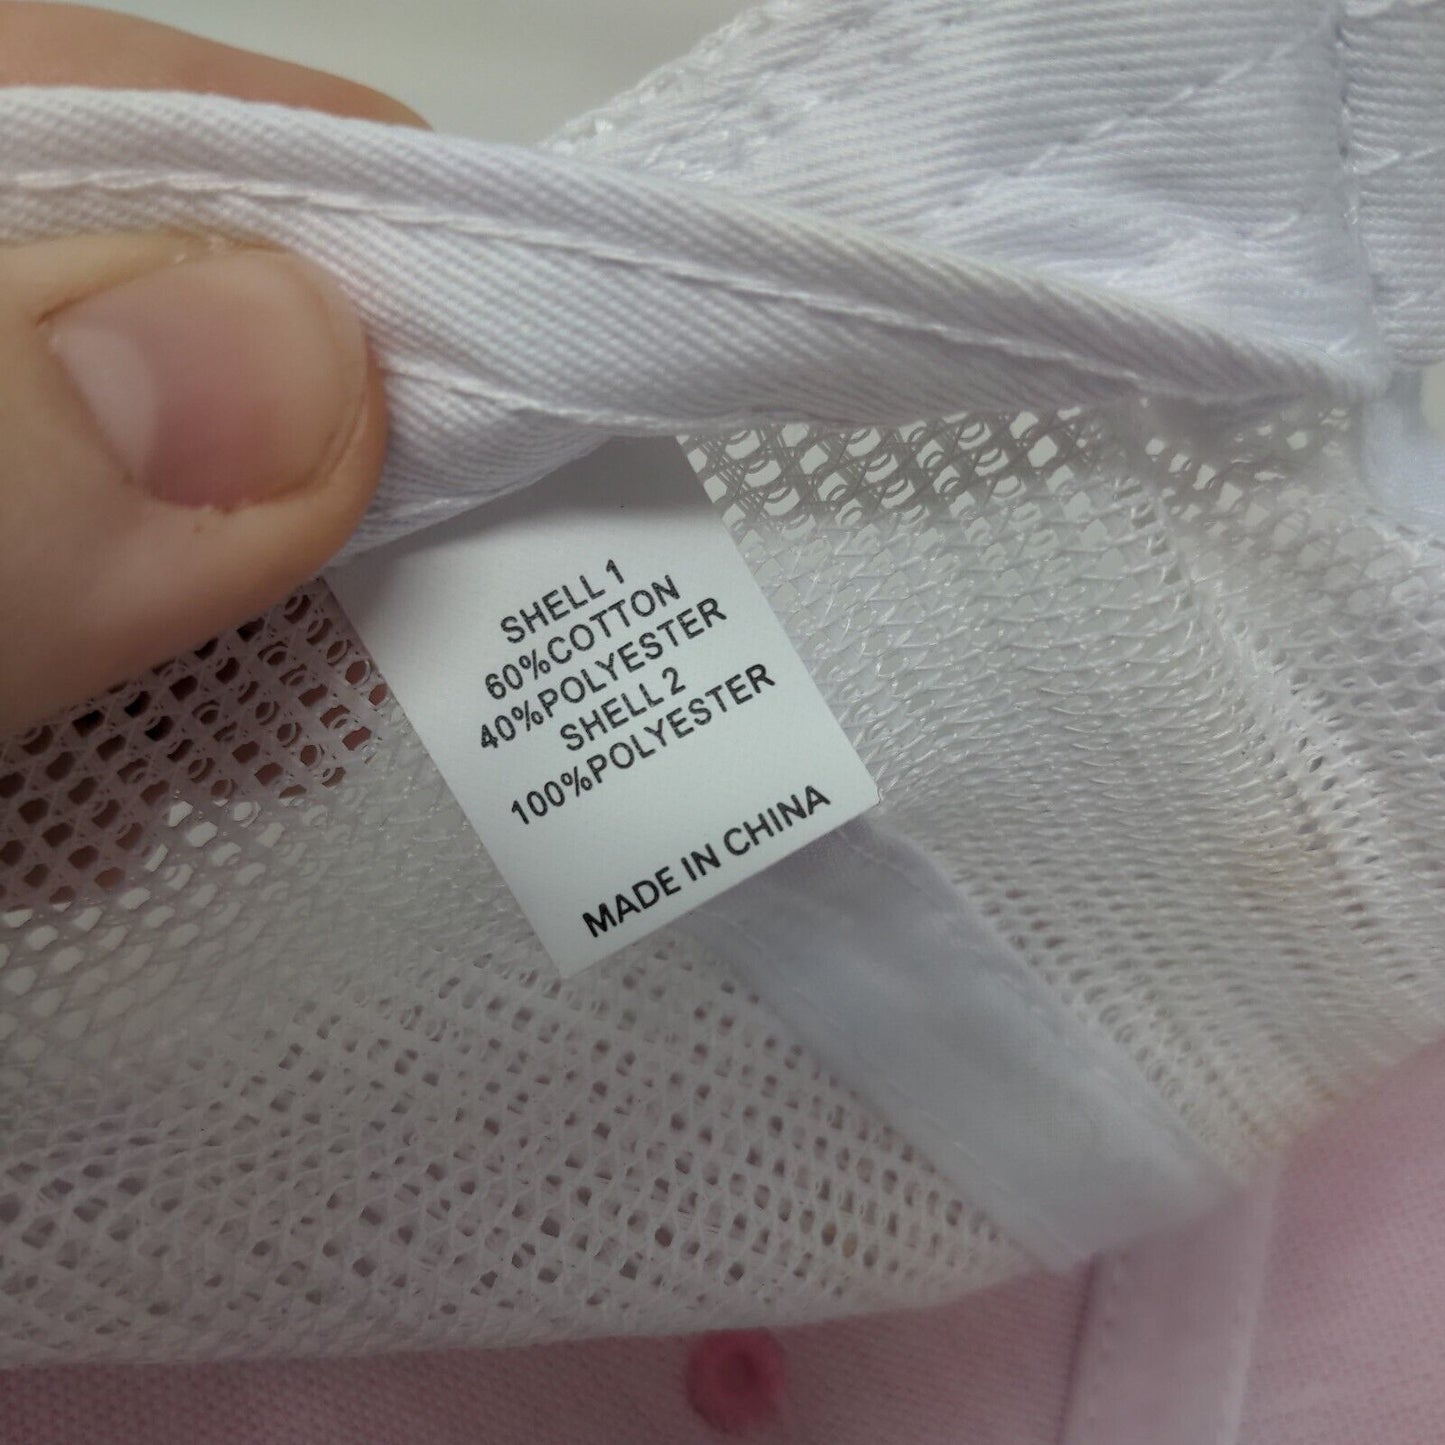 SHELL 1
60%COTTON
40%POLYESTER
SHELL 2
100%POLYESTER
MADE IN CHINA